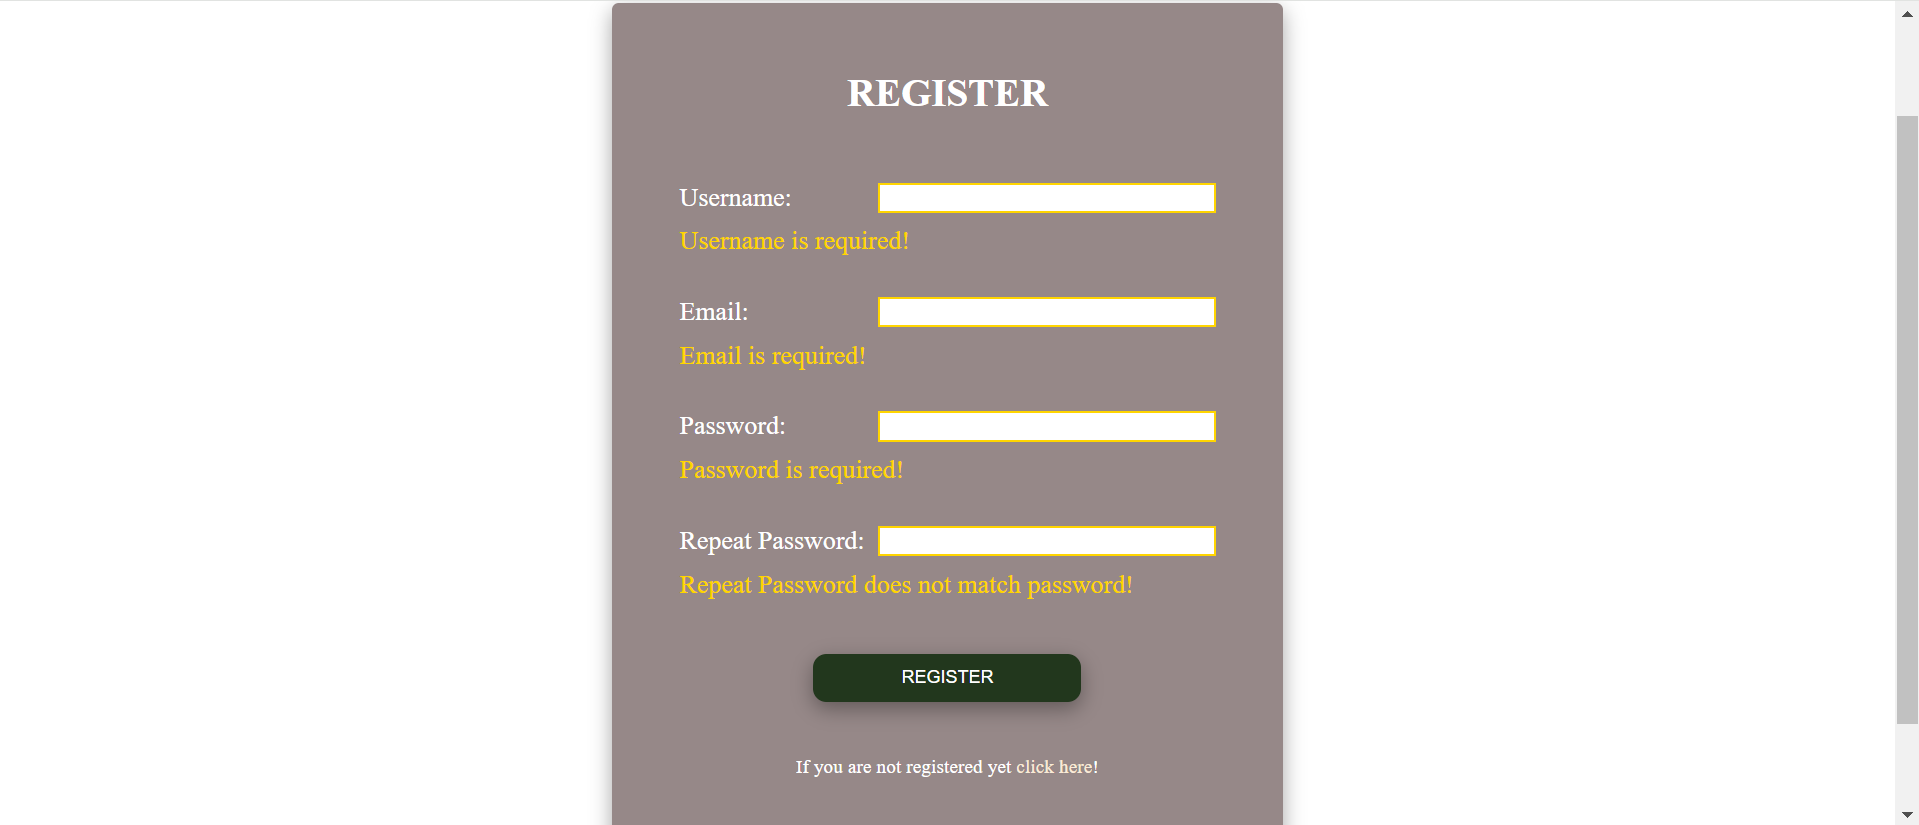 REGISTER
Username:
Username is required!
Email:
Email is required!
Password:
Password is required!
Repeat Password:
Repeat Password does not match password!
REGISTER
If you are not registered yet click here!